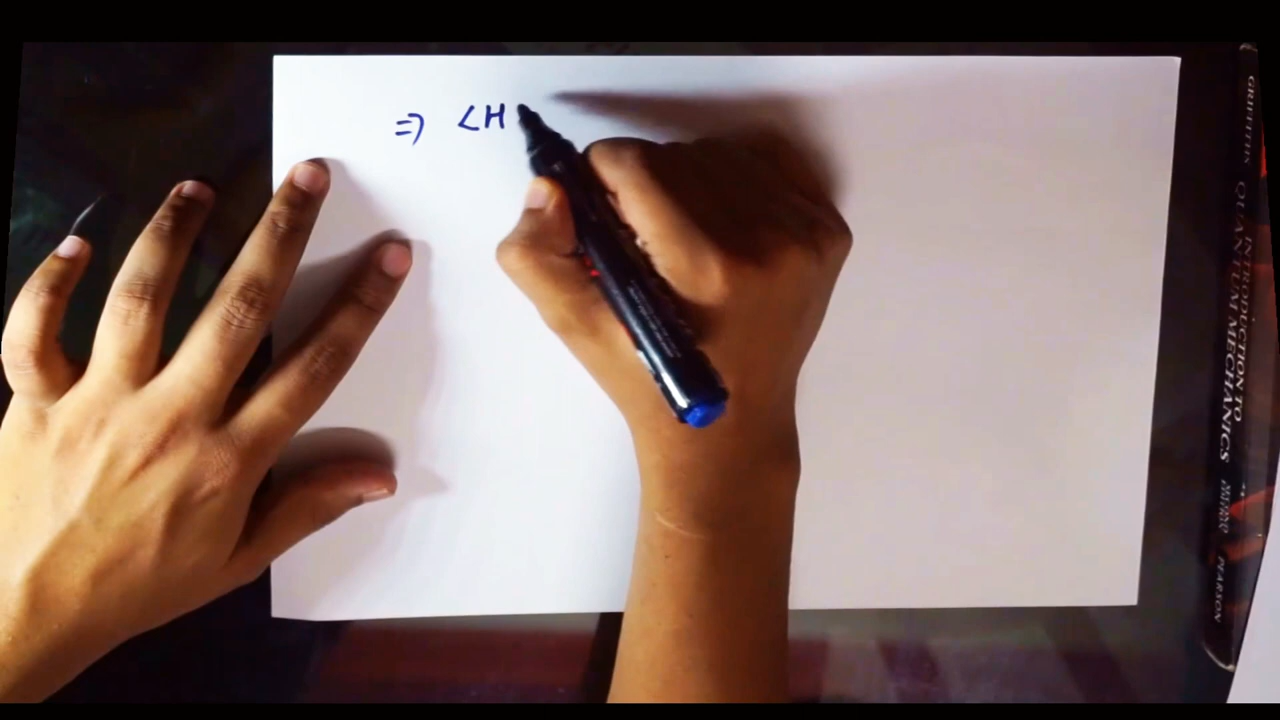 ⇒ <H
GRIFFITHS
INTRODUCTION TO
QUANTUM MECHANICS
PEARSON